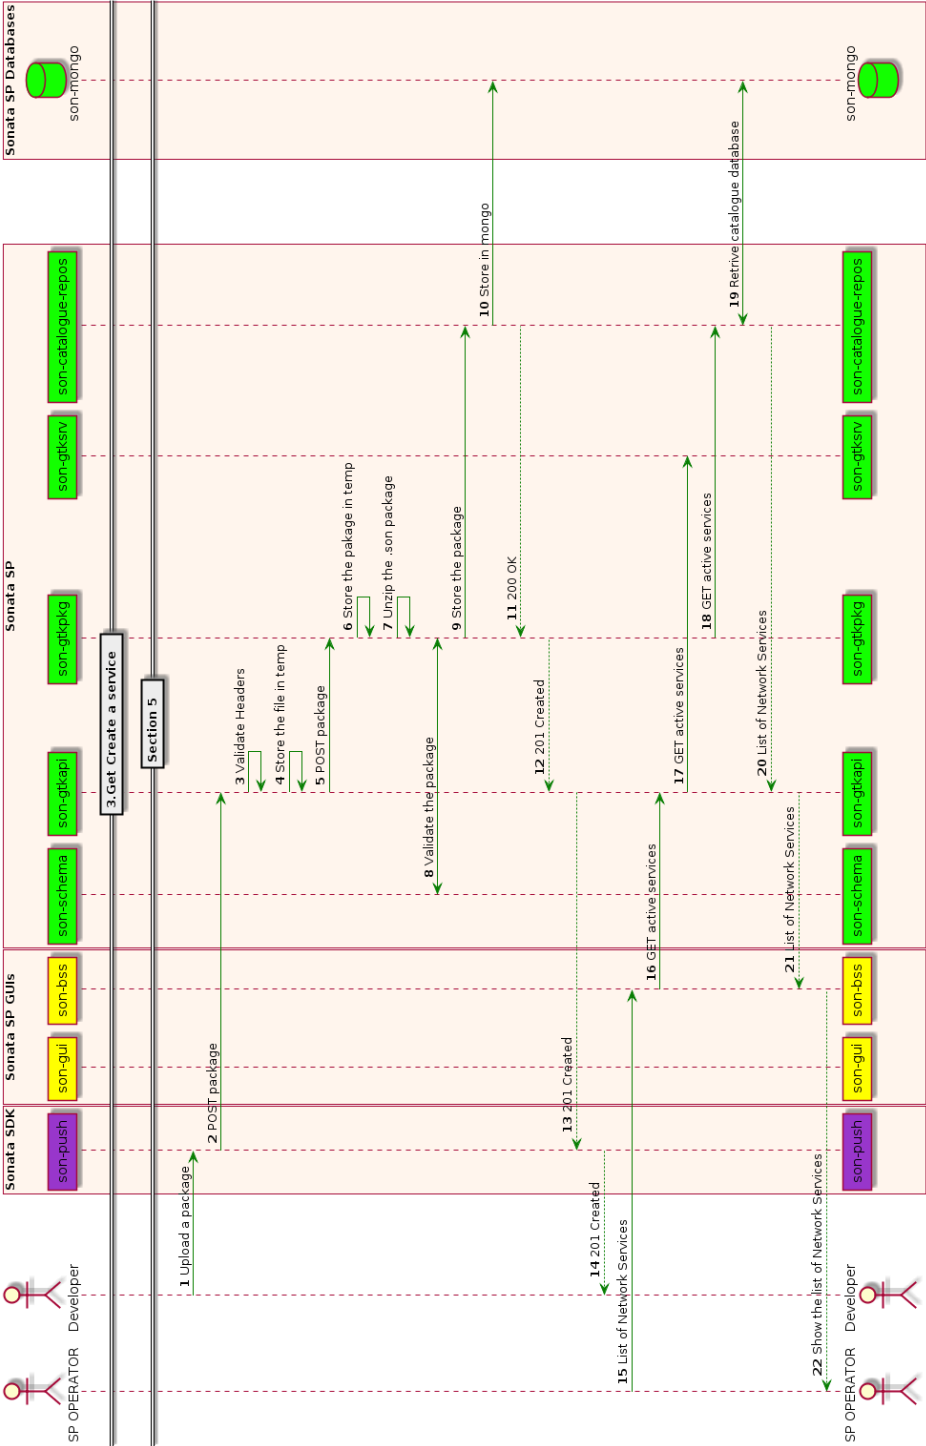 Sonata SDK
Sonata SP GUIs
Sonata SP
Sonata SP Databases
SP OPERATOR
Developer
son-push
son-gui
son-bss
son-schema
son-gtkapi
son-gtkpkg
son-gtksrv
son-catalogue-repos
son-mongo
3.Get Create a service
Section 5
1 Upload a package
2 POST package
3 Validate Headers
4 Store the file in temp
5 POST package
6 Store the pakage in temp
7 Unzip the .son package
8 Validate the package
9 Store the package
10 Store in mongo
11 200 OK
12 201 Created
13 201 Created
14 201 Created
15 List of Network Services
16 GET active services
17 GET active services
18 GET active services
19 Retrive catalogue database
20 List of Network Services
21 List of Network Services
22 Show the list of Network Services
SP OPERATOR
Developer
son-push
son-gui
son-bss
son-schema
son-gtkapi
son-gtkpkg
son-gtksrv
son-catalogue-repos
son-mongo